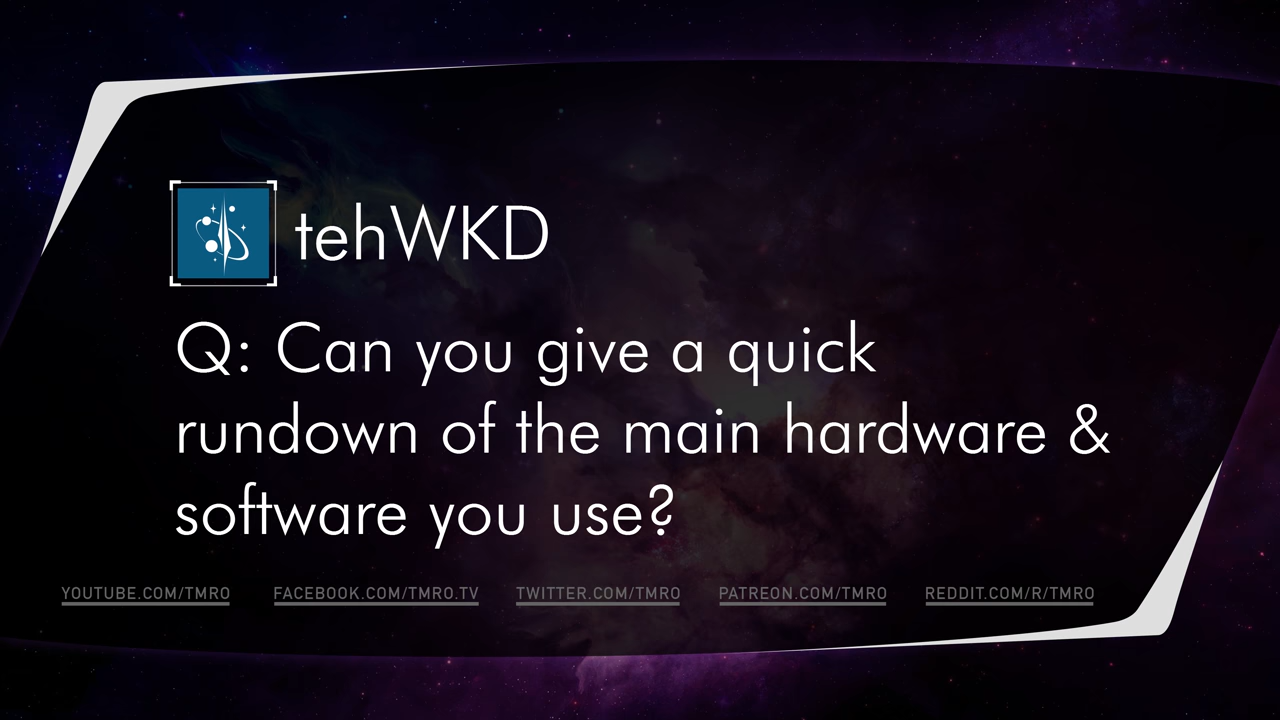 tehWKD
Q: Can you give a quick
rundown of the main hardware &
software you use?
YOUTUBE.COM/TMRO FACEBOOK.COM/TMRO.TV TWITTER.COM/TMRO PATREON.COM/TMRO REDDIT.COM/R/TMRO